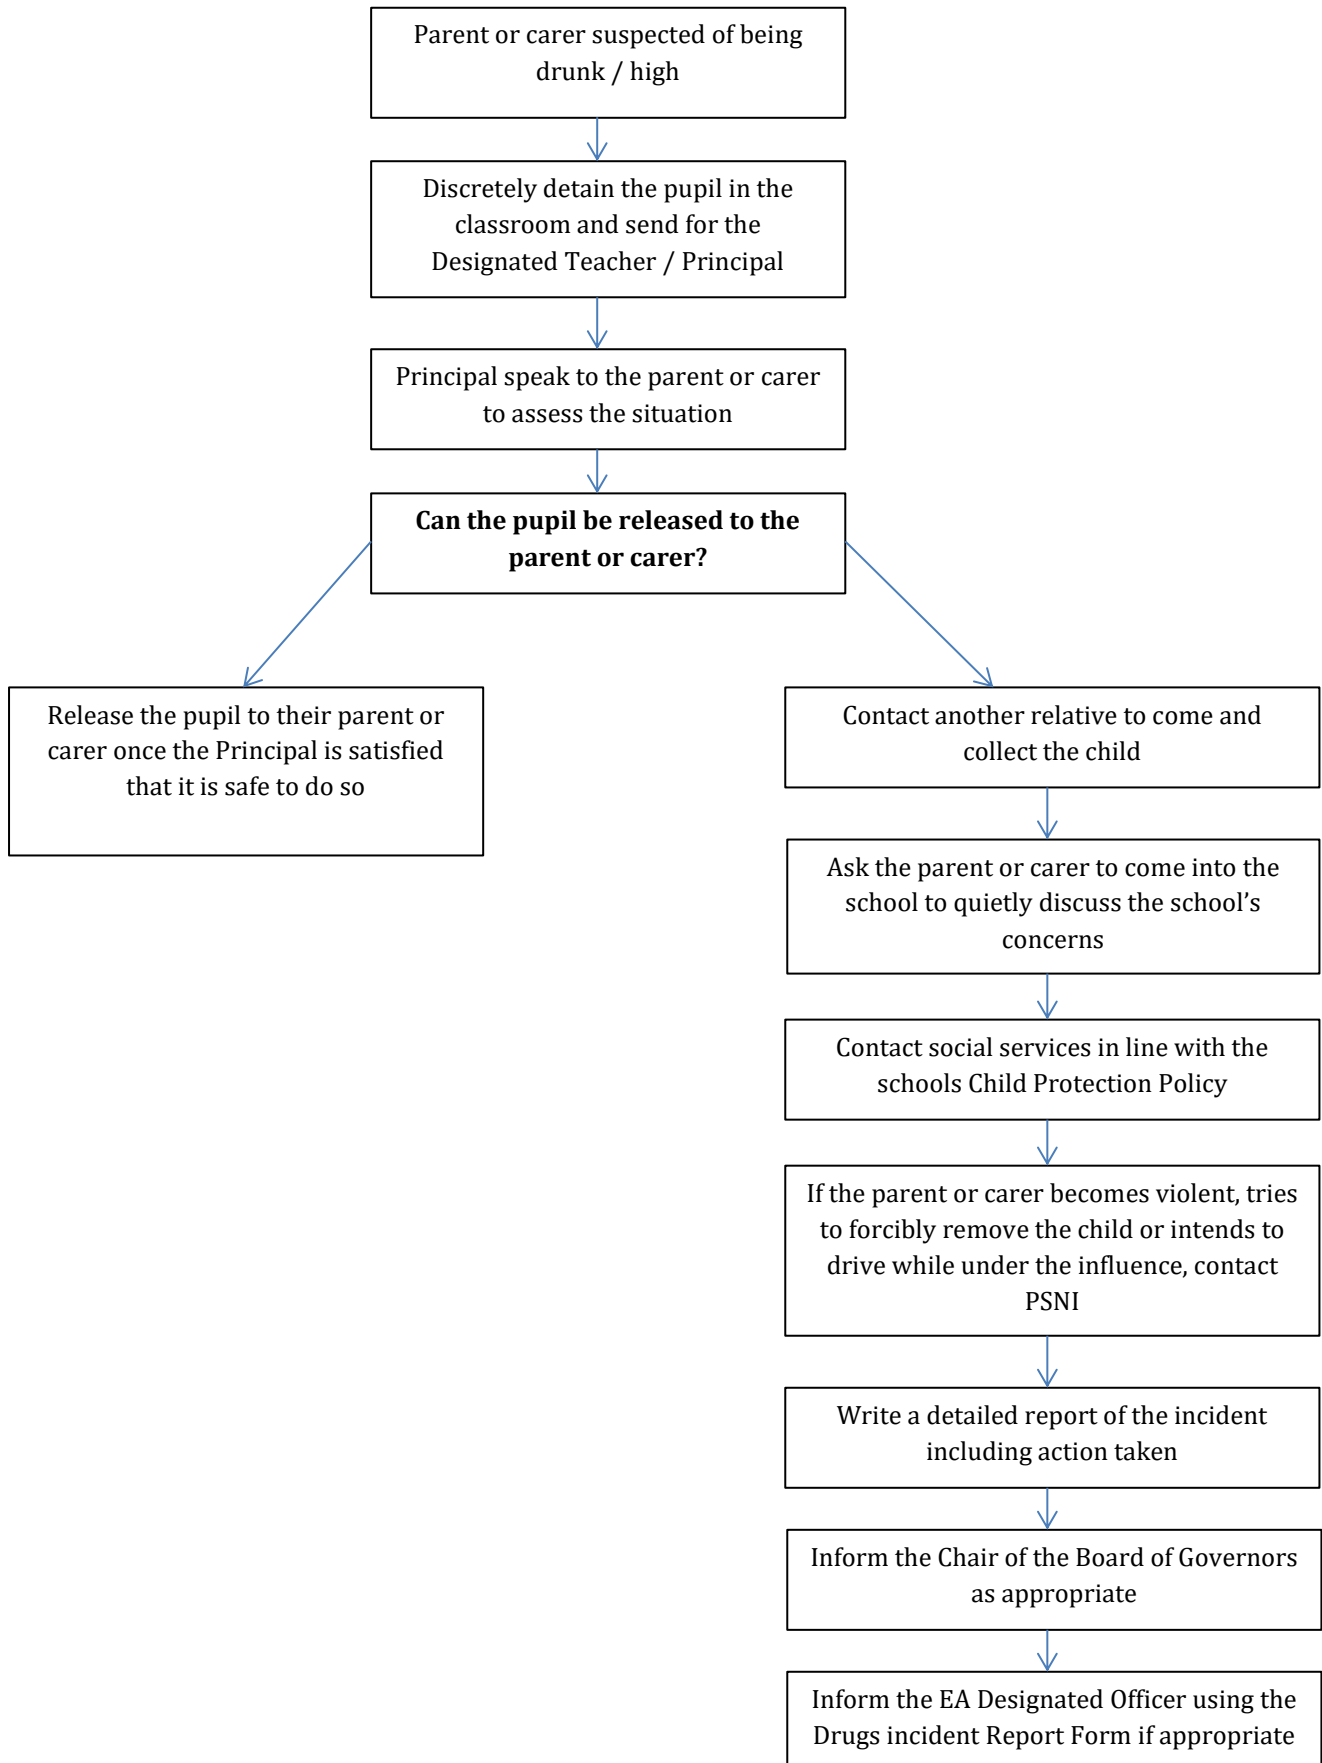 Parent or carer suspected of being
drunk / high
Discretely detain the pupil in the
classroom and send for the
Designated Teacher / Principal
Principal speak to the parent or carer
to assess the situation
Can the pupil be released to the
parent or carer?
Release the pupil to their parent or
carer once the Principal is satisfied
that it is safe to do so
Contact another relative to come and
collect the child
Ask the parent or carer to come into the
school to quietly discuss the school’s
concerns
Contact social services in line with the
schools Child Protection Policy
If the parent or carer becomes violent, tries
to forcibly remove the child or intends to
drive while under the influence, contact
PSNI
Write a detailed report of the incident
including action taken
Inform the Chair of the Board of Governors
as appropriate
Inform the EA Designated Officer using the
Drugs incident Report Form if appropriate